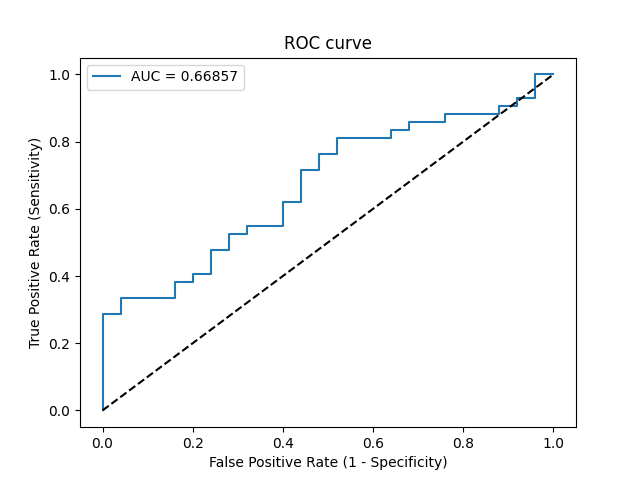 ROC curve
AUC = 0.66857
1.0
0.8
0.6
0.4
0.2
0.0
True Positive Rate (Sensitivity)
0.0 0.2 0.4 0.6 0.8 1.0
False Positive Rate (1 - Specificity)